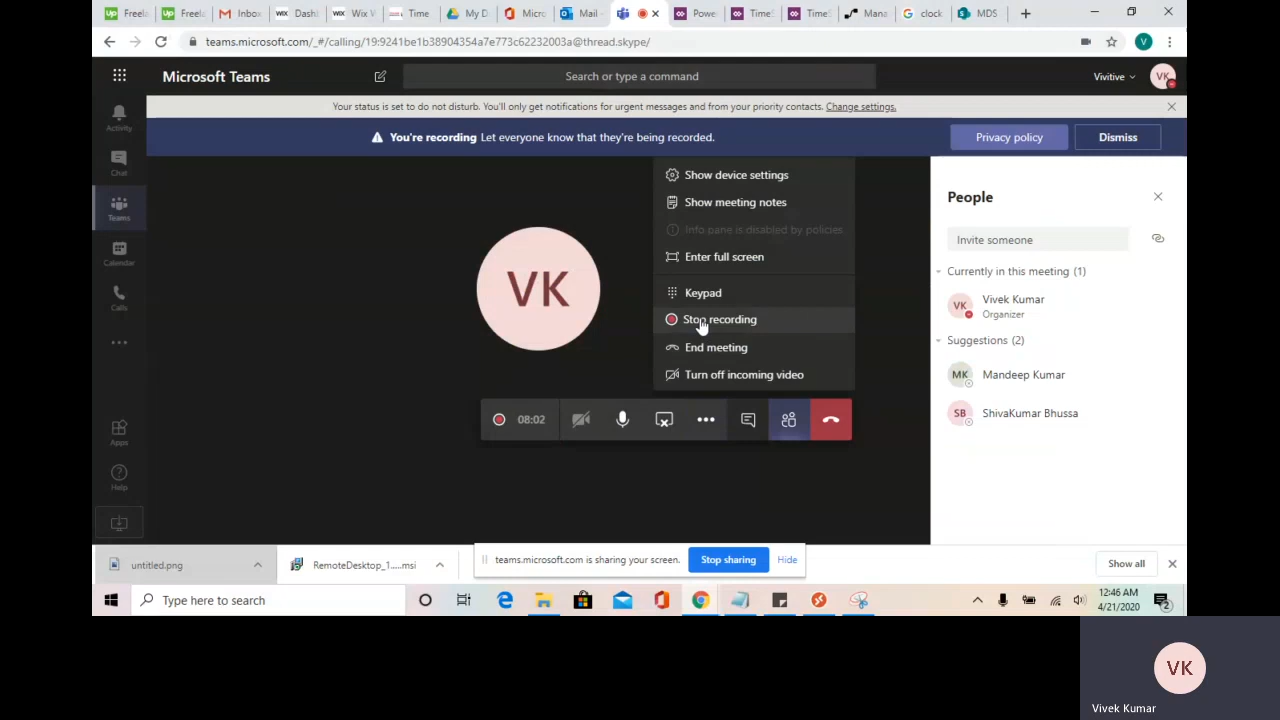 Freela
Freela
Inbox
Dash
Wix V
Time
My D
Micro
Mail -
Powe
TimeS
TimeS
Mana
clock
MDS
teams.microsoft.com/_#/calling/19:9241be1b38904354a7e773c62232003a@thread.skype/
V
Microsoft Teams
Search or type a command
Vivitive
VK
Your status is set to do not disturb. You'll only get notifications for urgent messages and from your priority contacts. Change settings.
You're recording Let everyone know that they're being recorded.
Privacy policy
Dismiss
Activity
Chat
Teams
Calendar
Calls
Apps
Help
VK
Show device settings
Show meeting notes
Info pane is disabled by policies
Enter full screen
Keypad
Stop recording
End meeting
Turn off incoming video
08:02
People
Invite someone
Currently in this meeting (1)
VK
Vivek Kumar
Organizer
Suggestions (2)
MK
Mandeep Kumar
SB
ShivaKumar Bhussa
untitled.png
RemoteDesktop_1.....msi
teams.microsoft.com is sharing your screen.
Stop sharing
Hide
Show all
Type here to search
12:46 AM
4/21/2020
2
VK
Vivek Kumar